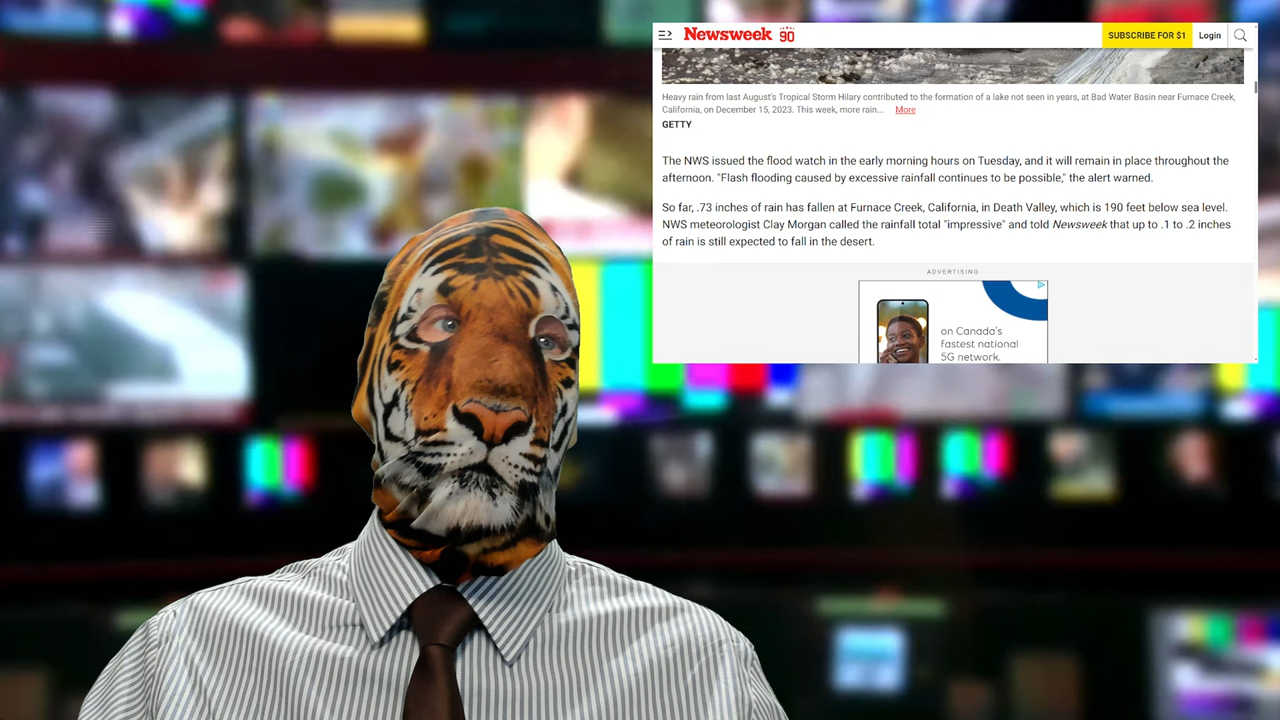 Newsweek 90
SUBSCRIBE FOR $1
Login
Heavy rain from last August's Tropical Storm Hilary contributed to the formation of a lake not seen in years, at Bad Water Basin near Furnace Creek,
California, on December 15, 2023. This week, more rain... More
GETTY
The NWS issued the flood watch in the early morning hours on Tuesday, and it will remain in place throughout the
afternoon. "Flash flooding caused by excessive rainfall continues to be possible," the alert warned.
So far, .73 inches of rain has fallen at Furnace Creek, California, in Death Valley, which is 190 feet below sea level.
NWS meteorologist Clay Morgan called the rainfall total "impressive" and told Newsweek that up to .1 to .2 inches
of rain is still expected to fall in the desert.
ADVERTISING
on Canada's
fastest national
5G network.